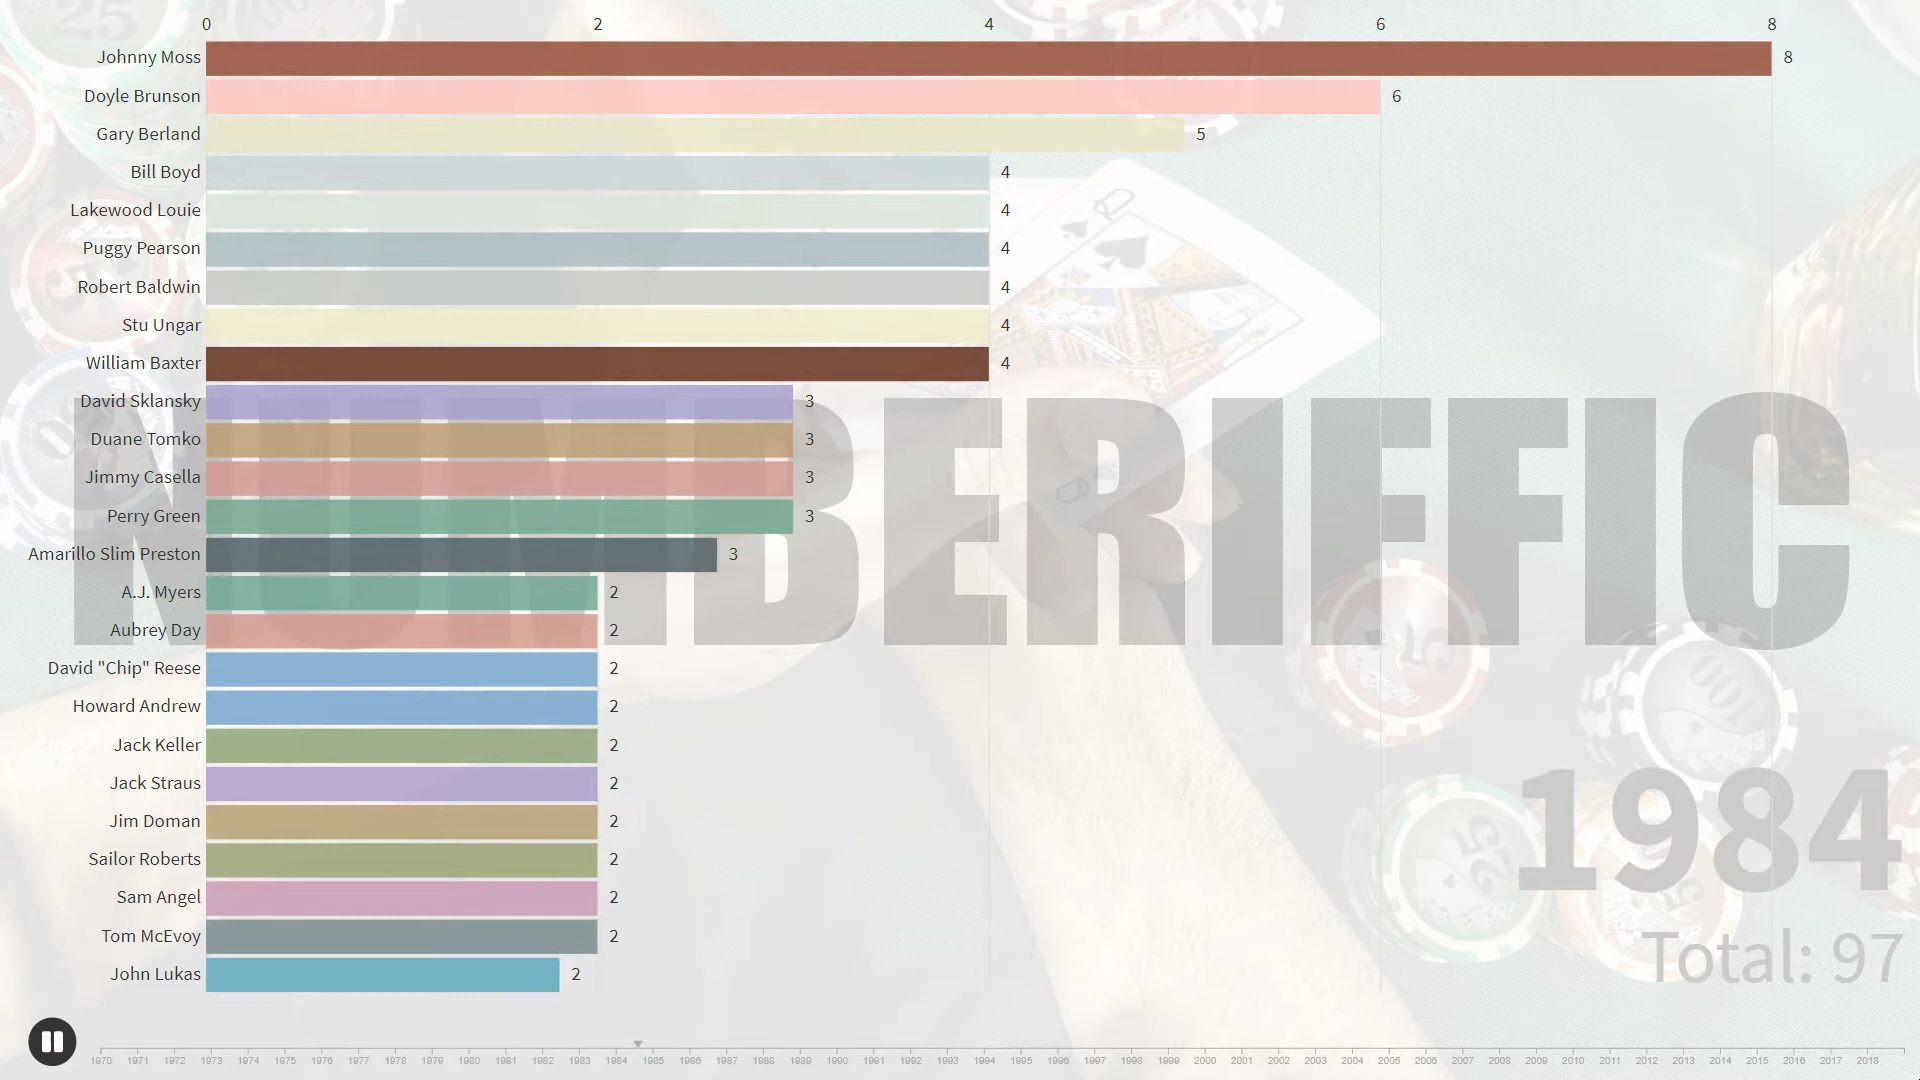 0 2 4 6 8
Johnny Moss 8
Doyle Brunson 6
Gary Berland 5
Bill Boyd 4
Lakewood Louie 4
Puggy Pearson 4
Robert Baldwin 4
Stu Ungar 4
William Baxter 4
David Sklansky 3
Duane Tomko 3
Jimmy Casella 3
Perry Green 3
Amarillo Slim Preston 3
A.J. Myers 2
Aubrey Day 2
David "Chip" Reese 2
Howard Andrew 2
Jack Keller 2
Jack Straus 2
Jim Doman 2
Sailor Roberts 2
Sam Angel 2
Tom McEvoy 2
John Lukas 2
NUMBERIFFIC
1984
Total: 97
1970 1971 1972 1973 1974 1975 1976 1977 1978 1979 1980 1981 1982 1983 1984 1985 1986 1987 1988 1989 1990 1991 1992 1993 1994 1995 1996 1997 1998 1999 2000 2001 2002 2003 2004 2005 2006 2007 2008 2009 2010 2011 2012 2013 2014 2015 2016 2017 2018